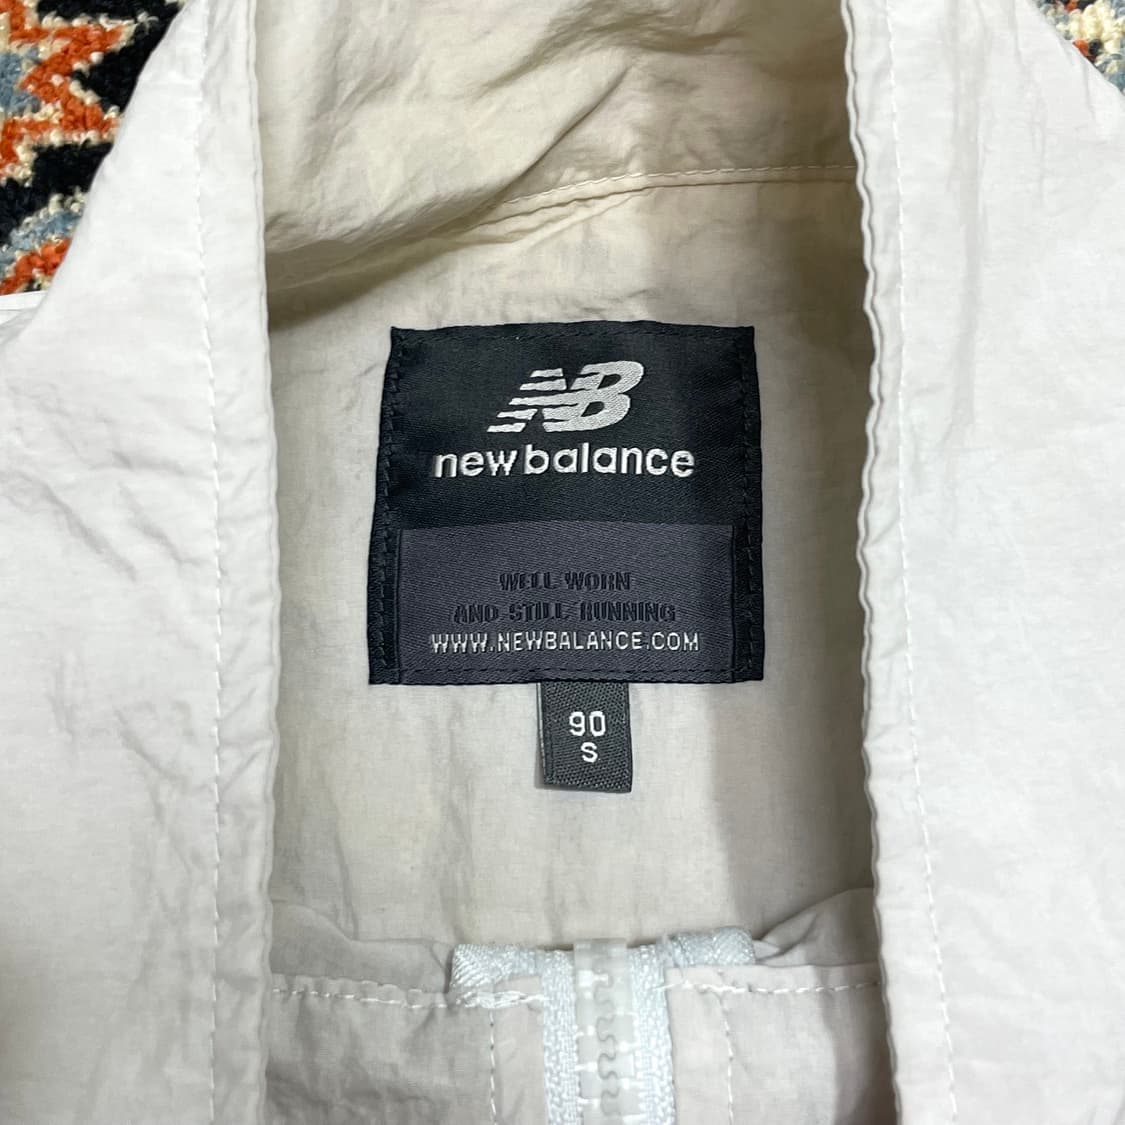 NB
new balance
WELL WORN
AND STILL RUNNING
WWW.NEWBALANCE.COM
90
S